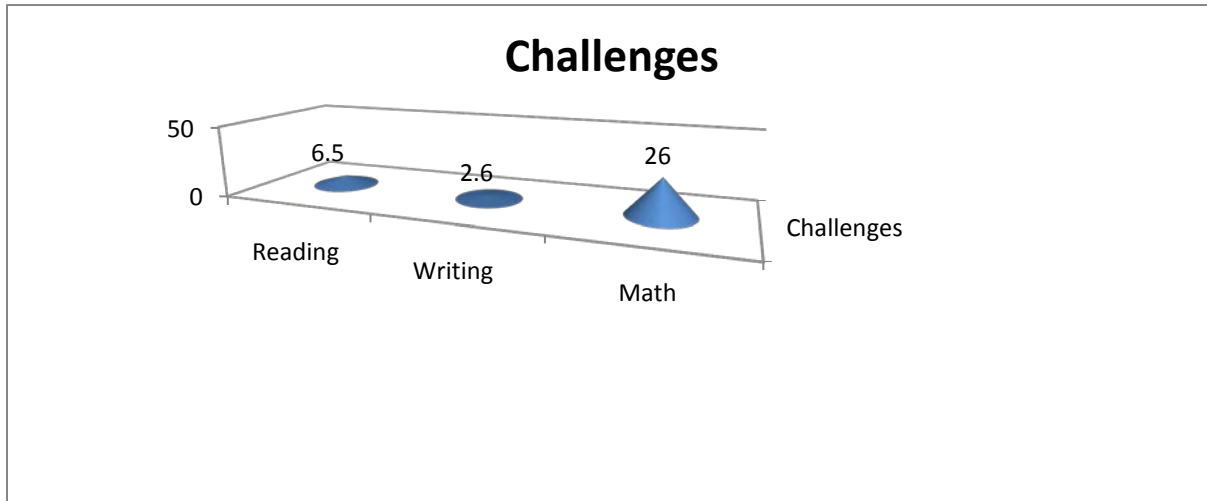 Challenges
50
0
6.5
2.6
26
Reading
Writing
Math
Challenges